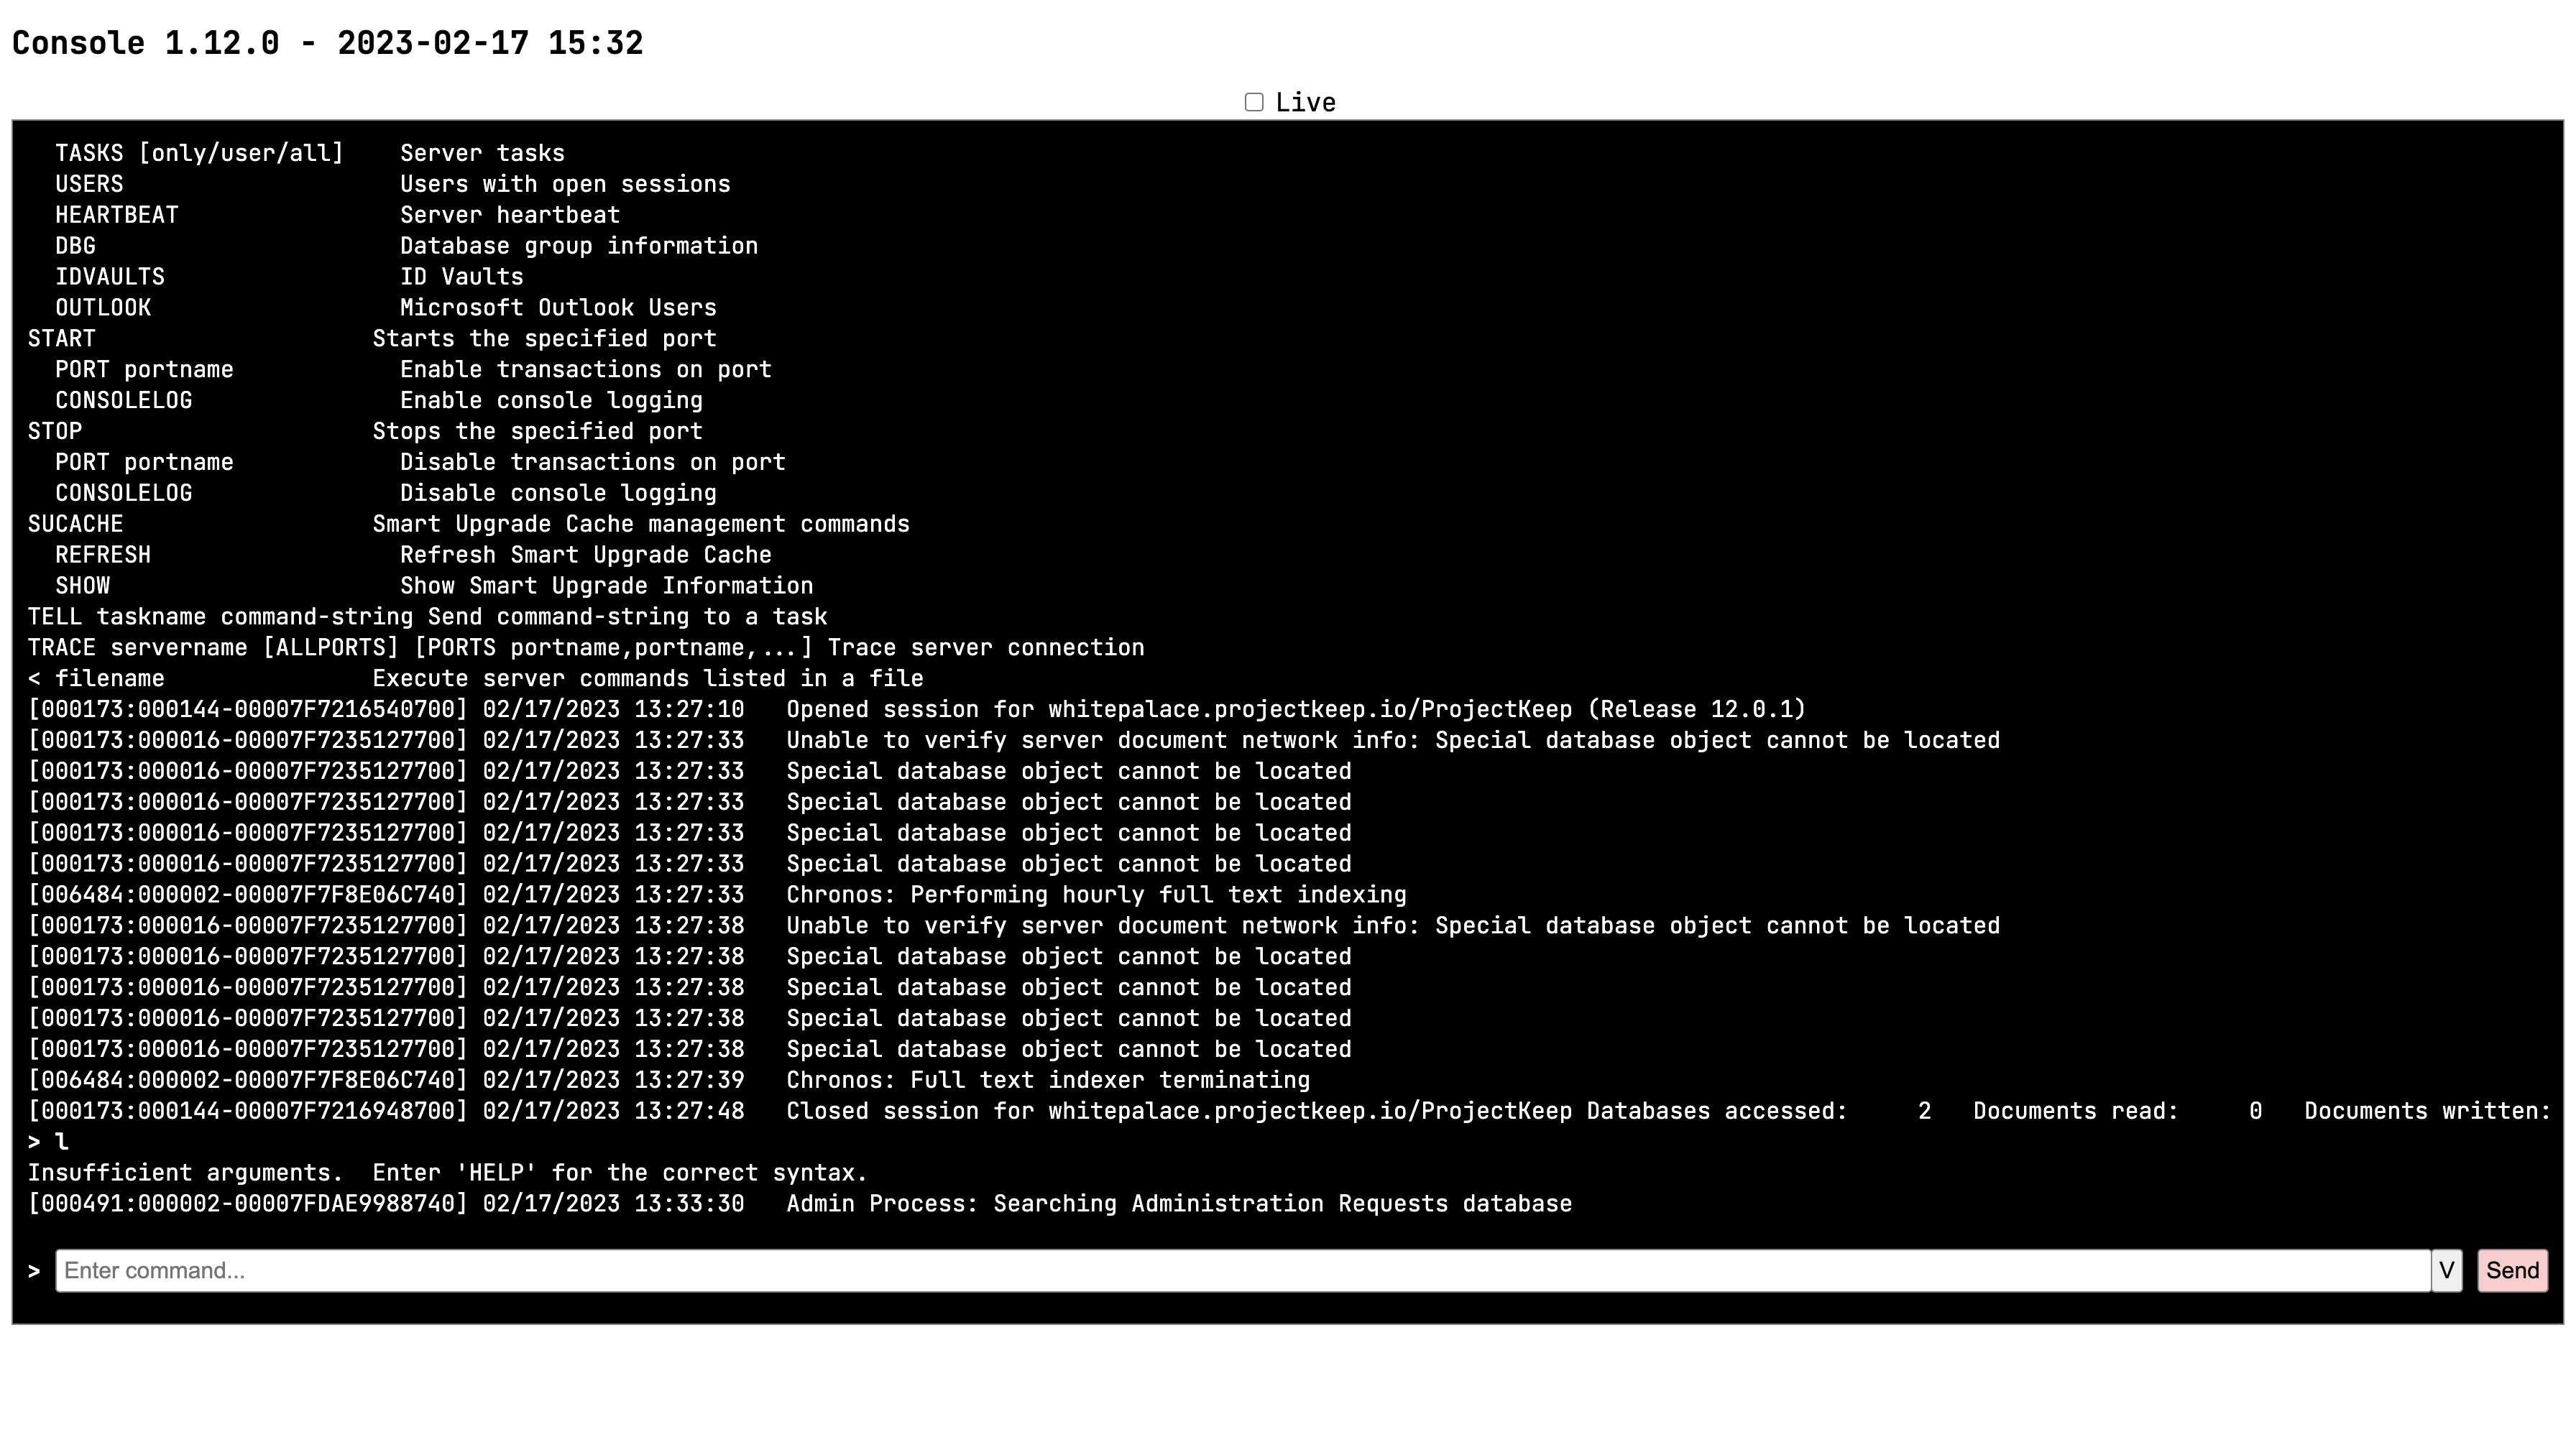 Console 1.12.0 - 2023-02-17 15:32
Live
TASKS [only/user/all]    Server tasks
USERS                    Users with open sessions
HEARTBEAT                Server heartbeat
DBG                      Database group information
IDVAULTS                 ID Vaults
OUTLOOK                  Microsoft Outlook Users
START                    Starts the specified port
PORT portname            Enable transactions on port
CONSOLELOG               Enable console logging
STOP                     Stops the specified port
PORT portname            Disable transactions on port
CONSOLELOG               Disable console logging
SUCACHE                  Smart Upgrade Cache management commands
REFRESH                  Refresh Smart Upgrade Cache
SHOW                     Show Smart Upgrade Information
TELL taskname command-string Send command-string to a task
TRACE servername [ALLPORTS] [PORTS portname,portname,...] Trace server connection
< filename               Execute server commands listed in a file
[000173:000144-00007F7216540700] 02/17/2023 13:27:10   Opened session for whitepalace.projectkeep.io/ProjectKeep (Release 12.0.1)
[000173:000016-00007F7235127700] 02/17/2023 13:27:33   Unable to verify server document network info: Special database object cannot be located
[000173:000016-00007F7235127700] 02/17/2023 13:27:33   Special database object cannot be located
[000173:000016-00007F7235127700] 02/17/2023 13:27:33   Special database object cannot be located
[000173:000016-00007F7235127700] 02/17/2023 13:27:33   Special database object cannot be located
[000173:000016-00007F7235127700] 02/17/2023 13:27:33   Special database object cannot be located
[006484:000002-00007F7F8E06C740] 02/17/2023 13:27:33   Chronos: Performing hourly full text indexing
[000173:000016-00007F7235127700] 02/17/2023 13:27:38   Unable to verify server document network info: Special database object cannot be located
[000173:000016-00007F7235127700] 02/17/2023 13:27:38   Special database object cannot be located
[000173:000016-00007F7235127700] 02/17/2023 13:27:38   Special database object cannot be located
[000173:000016-00007F7235127700] 02/17/2023 13:27:38   Special database object cannot be located
[000173:000016-00007F7235127700] 02/17/2023 13:27:38   Special database object cannot be located
[006484:000002-00007F7F8E06C740] 02/17/2023 13:27:39   Chronos: Full text indexer terminating
[000173:000144-00007F7216948700] 02/17/2023 13:27:48   Closed session for whitepalace.projectkeep.io/ProjectKeep Databases accessed:     2   Documents read:     0   Documents written:
> l
Insufficient arguments.  Enter 'HELP' for the correct syntax.
[000491:000002-00007FDAE9988740] 02/17/2023 13:33:30   Admin Process: Searching Administration Requests database
> Enter command... V Send